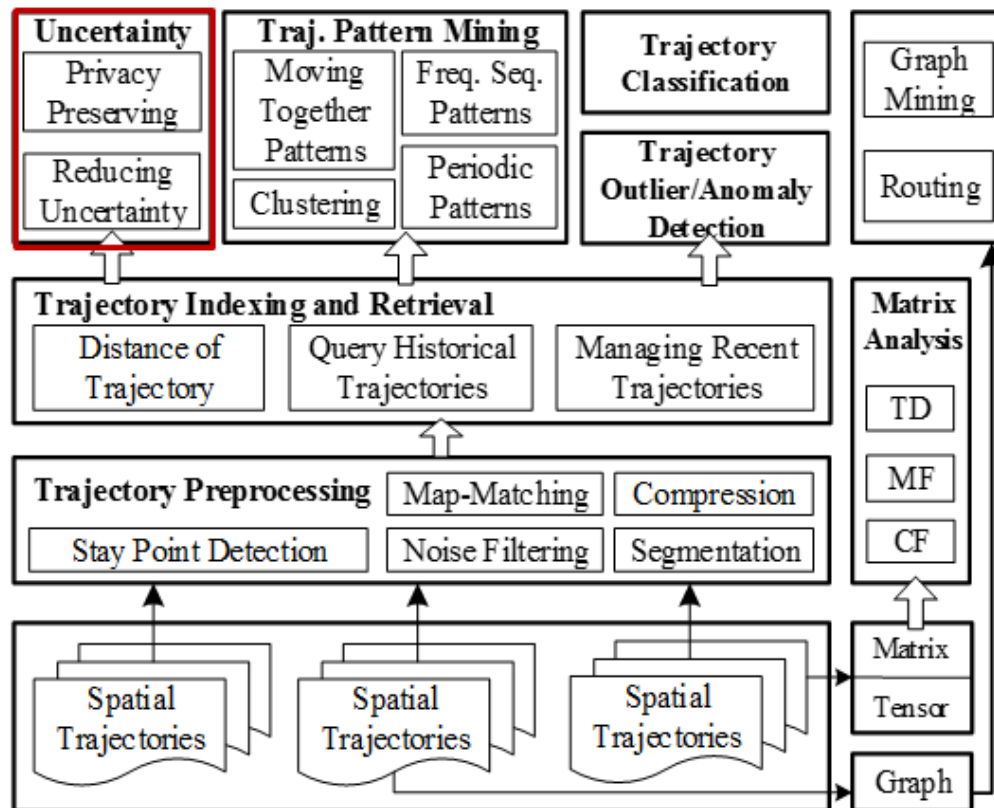 Uncertainty
Privacy
Preserving
Reducing
Uncertainty
Traj. Pattern Mining
Moving
Together
Patterns
Clustering
Freq. Seq.
Patterns
Periodic
Patterns
Trajectory
Classification
Trajectory
Outlier/Anomaly
Detection
Graph
Mining
Routing
Trajectory Indexing and Retrieval
Distance of
Trajectory
Query Historical
Trajectories
Managing Recent
Trajectories
Matrix
Analysis
TD
MF
CF
Trajectory Preprocessing
Map-Matching
Compression
Stay Point Detection
Noise Filtering
Segmentation
Spatial
Trajectories
Spatial
Trajectories
Spatial
Trajectories
Matrix
Tensor
Graph